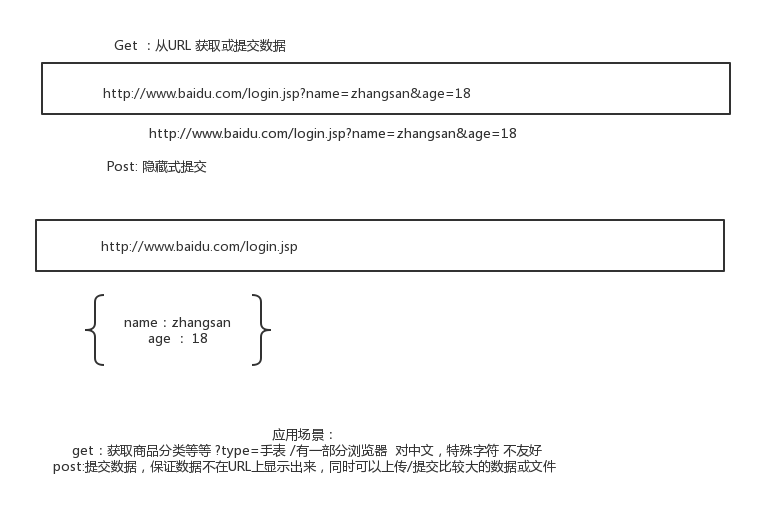 Get ：从URL 获取或提交数据
http://www.baidu.com/login.jsp?name=zhangsan&age=18
http://www.baidu.com/login.jsp?name=zhangsan&age=18
Post: 隐藏式提交
http://www.baidu.com/login.jsp
name：zhangsan
age ： 18
应用场景：
get：获取商品分类等等 ?type=手表 /有一部分浏览器 对中文，特殊字符 不友好
post:提交数据，保证数据不在URL上显示出来，同时可以上传/提交比较大的数据或文件